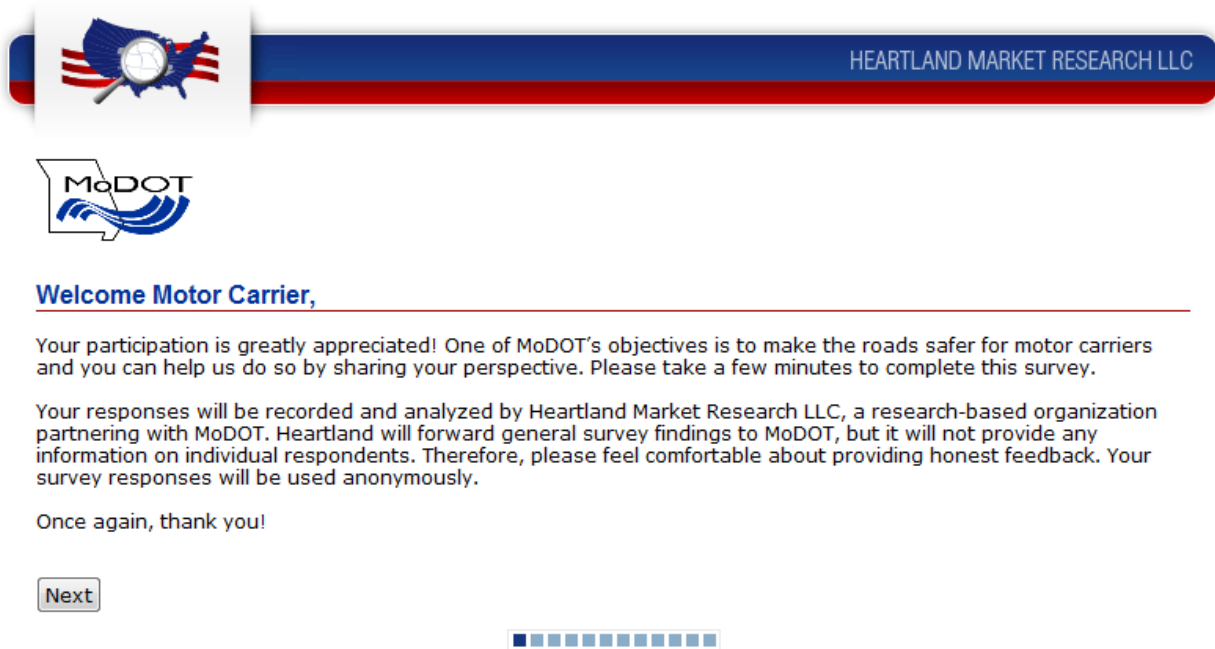 HEARTLAND MARKET RESEARCH LLC
MoDOT
Welcome Motor Carrier,
Your participation is greatly appreciated! One of MoDOT's objectives is to make the roads safer for motor carriers
and you can help us do so by sharing your perspective. Please take a few minutes to complete this survey.
Your responses will be recorded and analyzed by Heartland Market Research LLC, a research-based organization
partnering with MoDOT. Heartland will forward general survey findings to MoDOT, but it will not provide any
information on individual respondents. Therefore, please feel comfortable about providing honest feedback. Your
survey responses will be used anonymously.
Once again, thank you!
Next